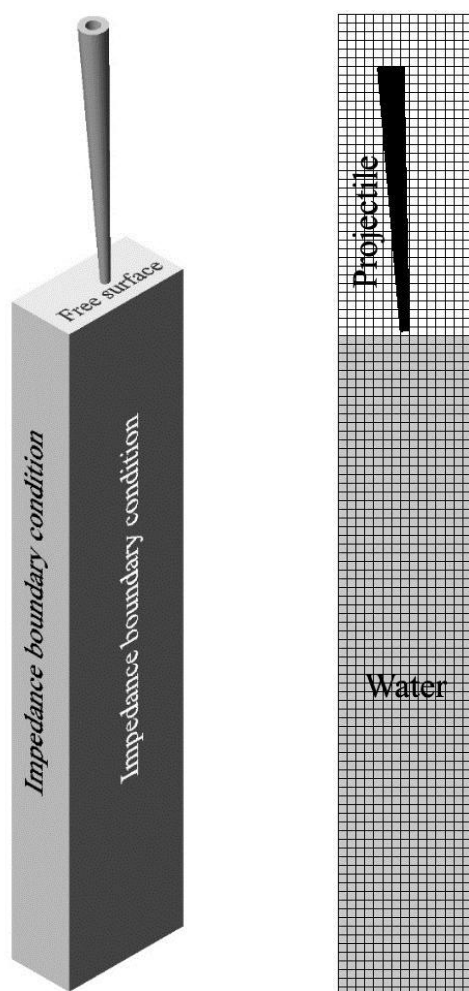 Free surface
Impedance boundary condition
Impedance boundary condition
Projectile
Water